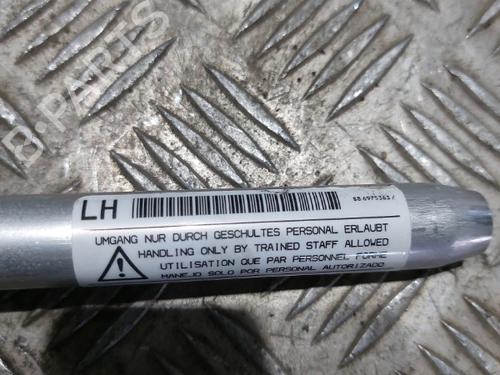 LH
UMGANG NUR DURCH GESCHULTES PERSONAL ERLAUBT
HANDLING ONLY BY TRAINED STAFF ALLOWED
UTILISATION QUE PAR PERSONNEL FORME
MANEJO SOLO POR PERSONAL AUTORIZADO
B-PARTS